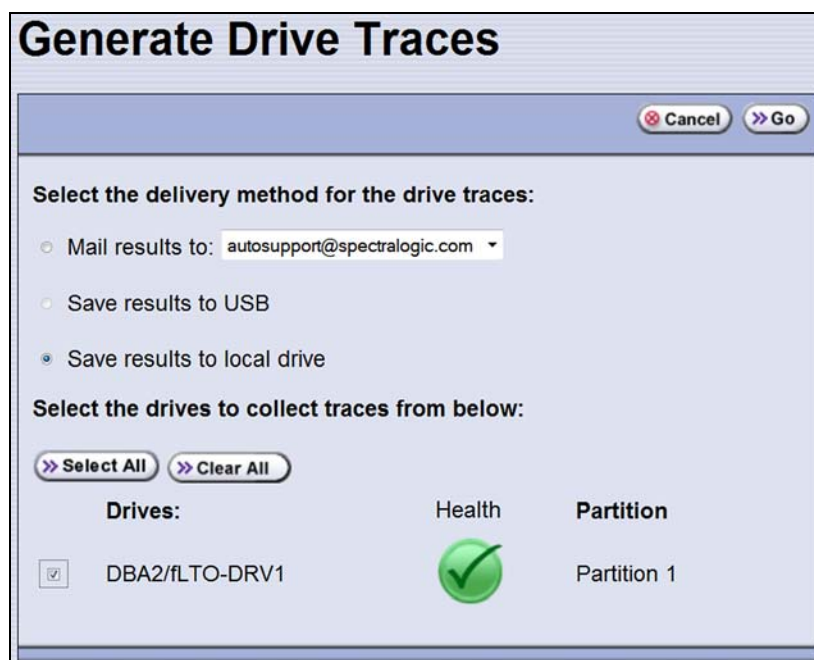 Generate Drive Traces
Cancel Go
Select the delivery method for the drive traces:
Mail results to: autosupport@spectralogic.com
Save results to USB
Save results to local drive
Select the drives to collect traces from below:
Select All Clear All
Drives: Health Partition
DBA2/fLTO-DRV1 Partition 1